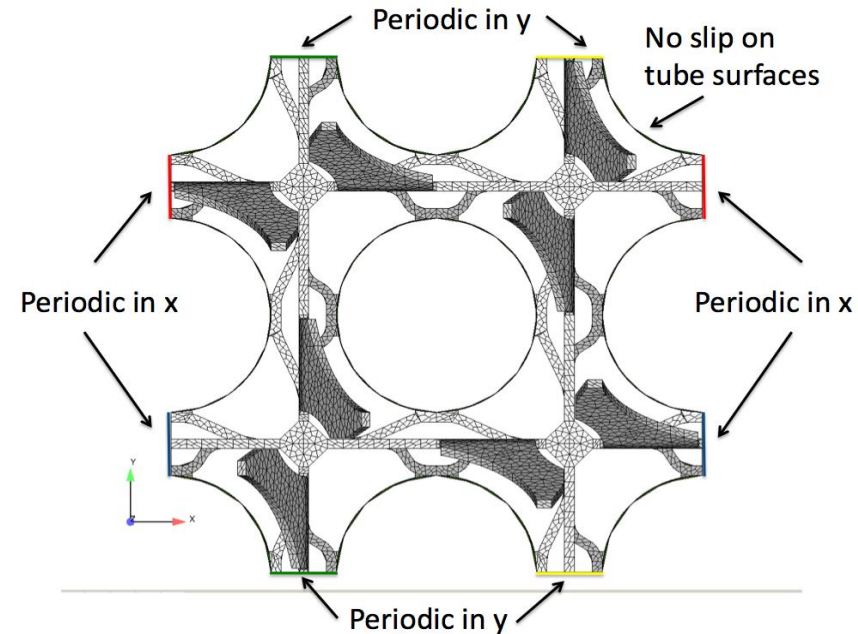 Periodic in y
No slip on
tube surfaces
Periodic in x
Periodic in x
Y
Z
X
Periodic in y